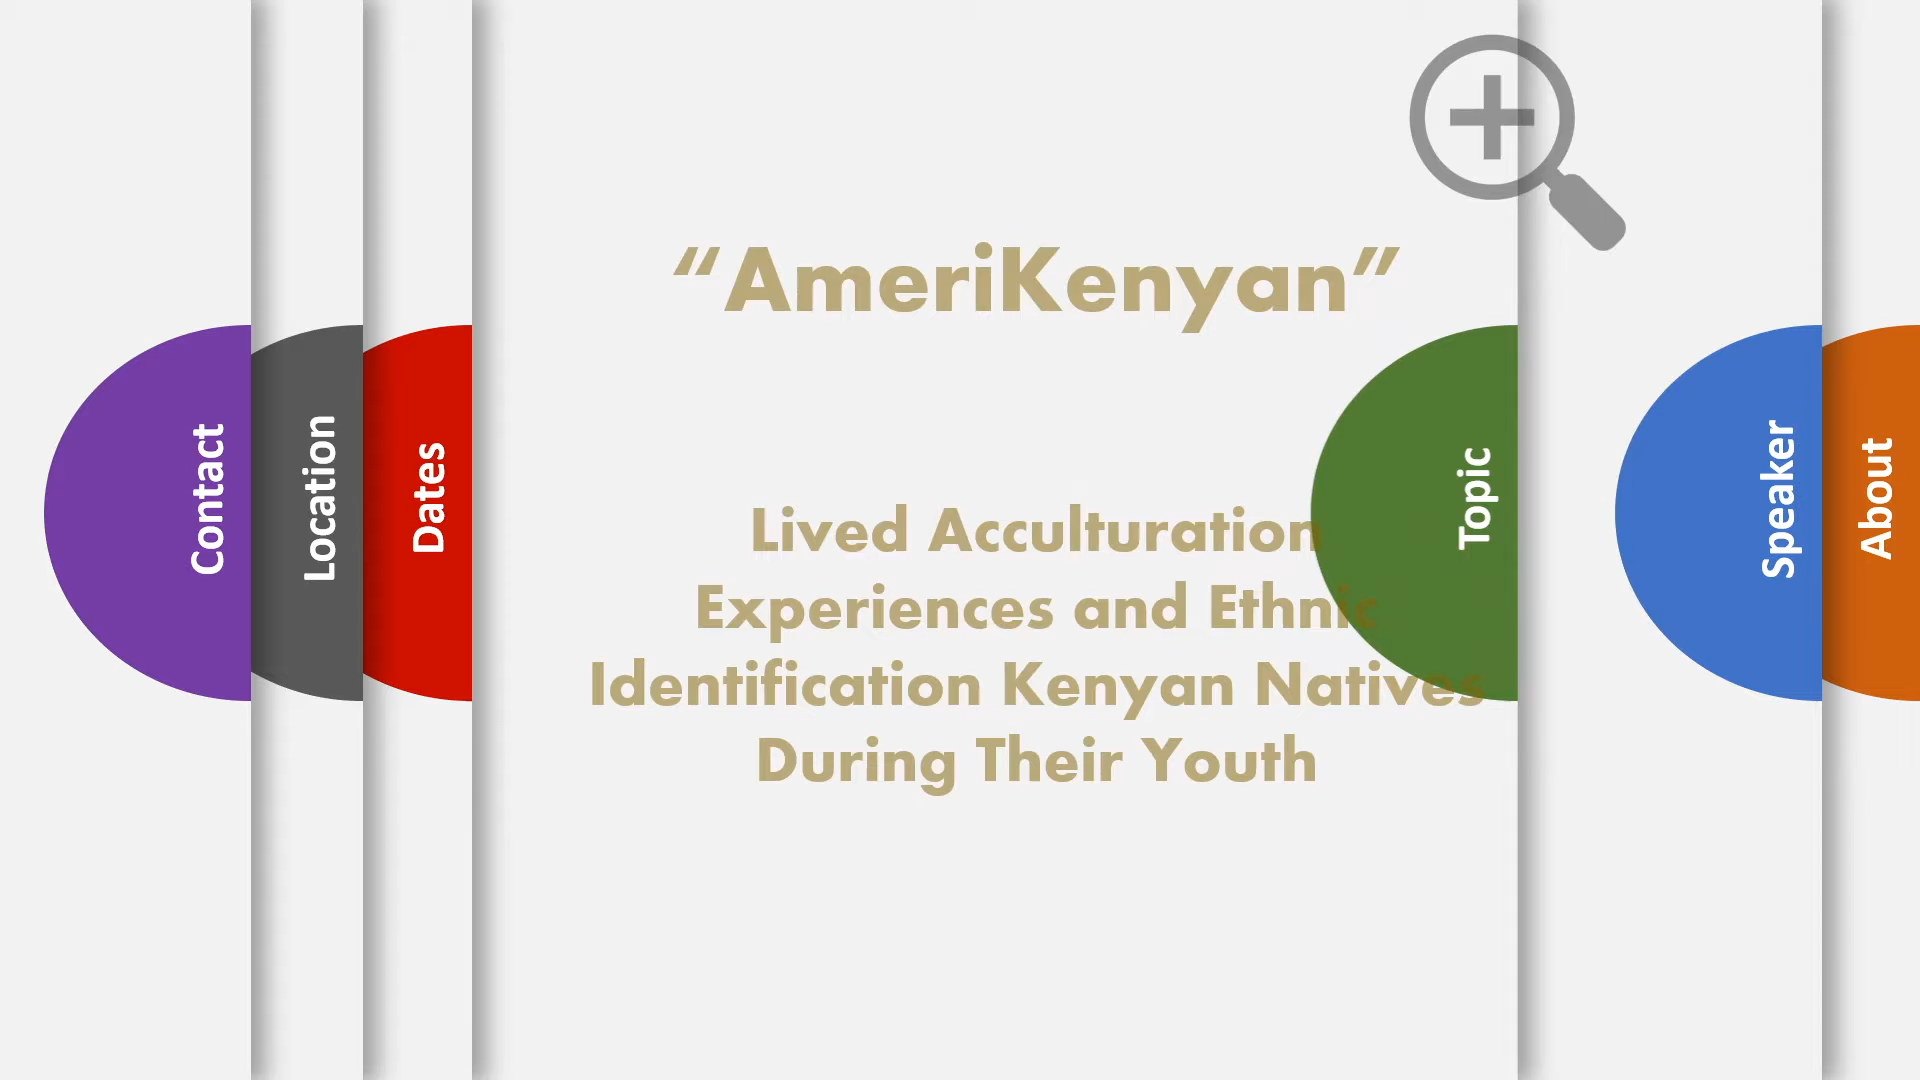 “AmeriKenyan”
Lived Acculturation
Experiences and Ethnic
Identification Kenyan Natives
During Their Youth
Contact
Location
Dates
Topic
Speaker
About